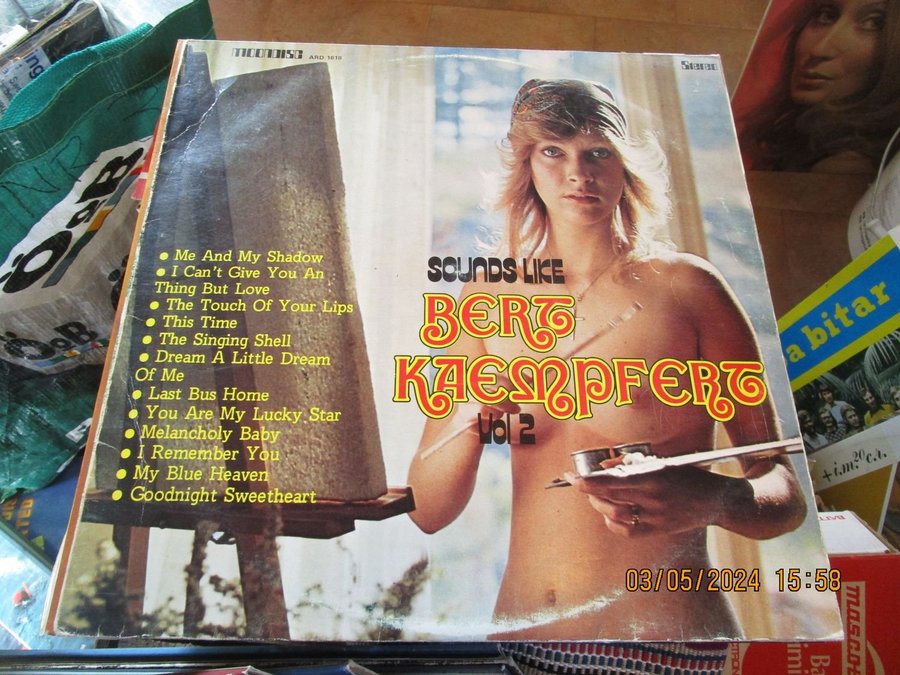 MOONDISC ARD 1018
Stereo
SOUNDS LIKE
BERT
KAEMPFERT
Vol 2
● Me And My Shadow
● I Can't Give You An
Thing But Love
● The Touch Of Your Lips
● This Time
● The Singing Shell
● Dream A Little Dream
Of Me
● Last Bus Home
● You Are My Lucky Star
● Melancholy Baby
● I Remember You
● My Blue Heaven
● Goodnight Sweetheart
a bitar
ÖoB
03/05/2024 15:58